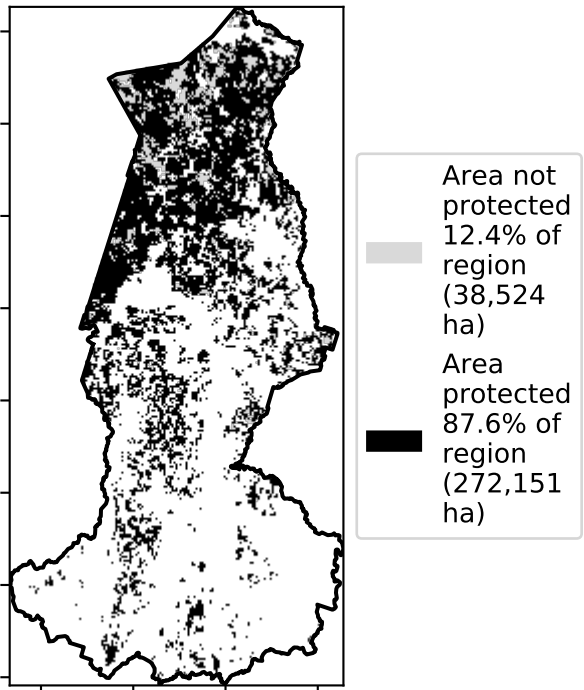 Area not
protected
12.4% of
region
(38,524
ha)
Area
protected
87.6% of
region
(272,151
ha)